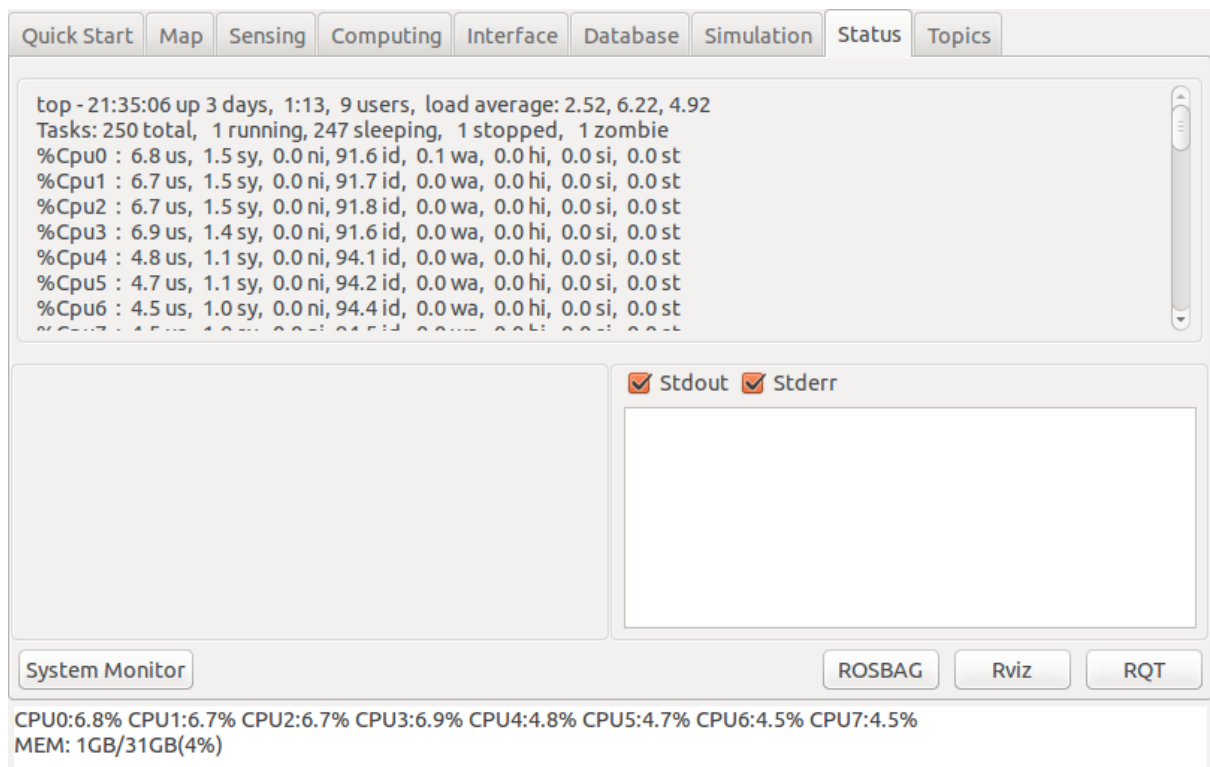 Quick Start Map Sensing Computing Interface Database Simulation Status Topics
top - 21:35:06 up 3 days, 1:13, 9 users, load average: 2.52, 6.22, 4.92
Tasks: 250 total, 1 running, 247 sleeping, 1 stopped, 1 zombie
%Cpu0 : 6.8 us, 1.5 sy, 0.0 ni, 91.6 id, 0.1 wa, 0.0 hi, 0.0 si, 0.0 st
%Cpu1 : 6.7 us, 1.5 sy, 0.0 ni, 91.7 id, 0.0 wa, 0.0 hi, 0.0 si, 0.0 st
%Cpu2 : 6.7 us, 1.5 sy, 0.0 ni, 91.8 id, 0.0 wa, 0.0 hi, 0.0 si, 0.0 st
%Cpu3 : 6.9 us, 1.4 sy, 0.0 ni, 91.6 id, 0.0 wa, 0.0 hi, 0.0 si, 0.0 st
%Cpu4 : 4.8 us, 1.1 sy, 0.0 ni, 94.1 id, 0.0 wa, 0.0 hi, 0.0 si, 0.0 st
%Cpu5 : 4.7 us, 1.1 sy, 0.0 ni, 94.2 id, 0.0 wa, 0.0 hi, 0.0 si, 0.0 st
%Cpu6 : 4.5 us, 1.0 sy, 0.0 ni, 94.4 id, 0.0 wa, 0.0 hi, 0.0 si, 0.0 st
Stdout Stderr
System Monitor ROSBAG Rviz RQT
CPU0:6.8% CPU1:6.7% CPU2:6.7% CPU3:6.9% CPU4:4.8% CPU5:4.7% CPU6:4.5% CPU7:4.5%
MEM: 1GB/31GB(4%)